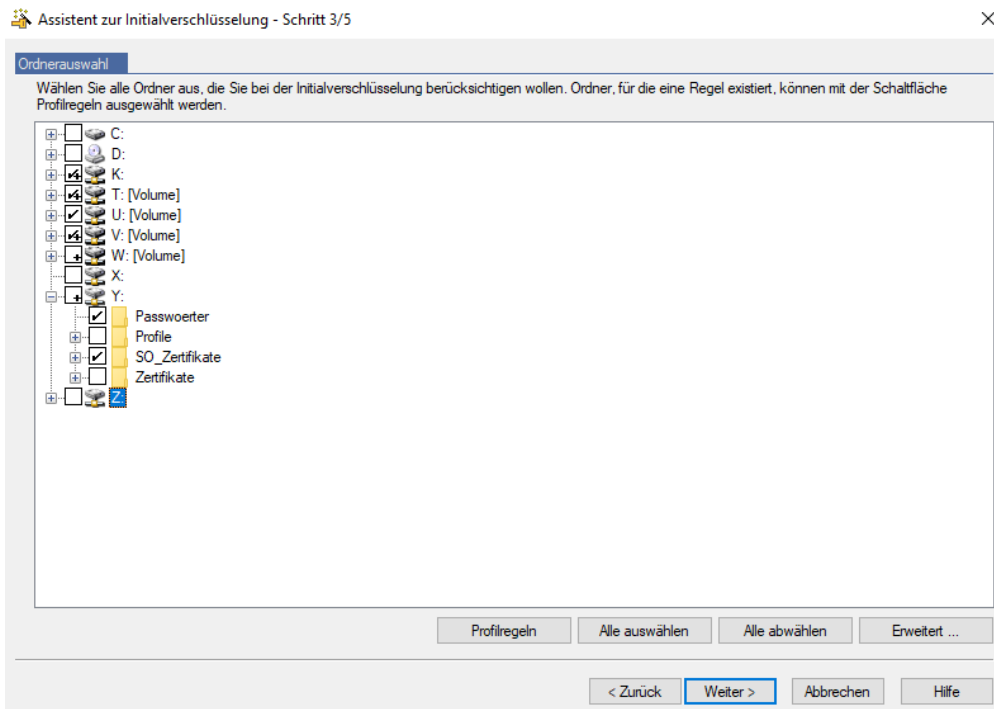 Assistent zur Initialverschlüsselung - Schritt 3/5
Ordnerauswahl
Wählen Sie alle Ordner aus, die Sie bei der Initialverschlüsselung berücksichtigen wollen. Ordner, für die eine Regel existiert, können mit der Schaltfläche
Profilregeln ausgewählt werden.
C:
D:
K:
T: [Volume]
U: [Volume]
V: [Volume]
W: [Volume]
X:
Y:
Passwoerter
Profile
SO_Zertifikate
Zertifikate
Z:
Profilregeln Alle auswählen Alle abwählen Erweitert ...
< Zurück Weiter > Abbrechen Hilfe